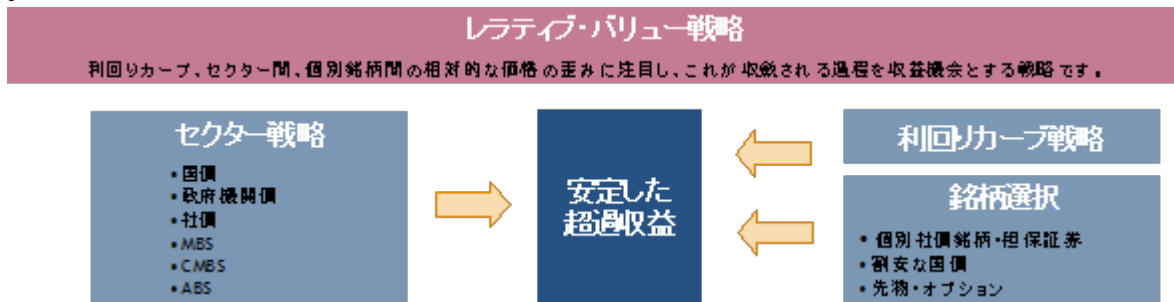 レラティブ・バリュー戦略
利回りカーブ、セクター間、個別銘柄間の相対的な価格の歪みに注目し、これが収斂される過程を収益機会とする戦略です。
セクター戦略
•国債
•政府機関債
•社債
•MBS
•CMBS
•ABS
安定した
超過収益
利回りカーブ戦略
銘柄選択
• 個別社債銘柄・担保証券
•割安な国債
•先物・オプション